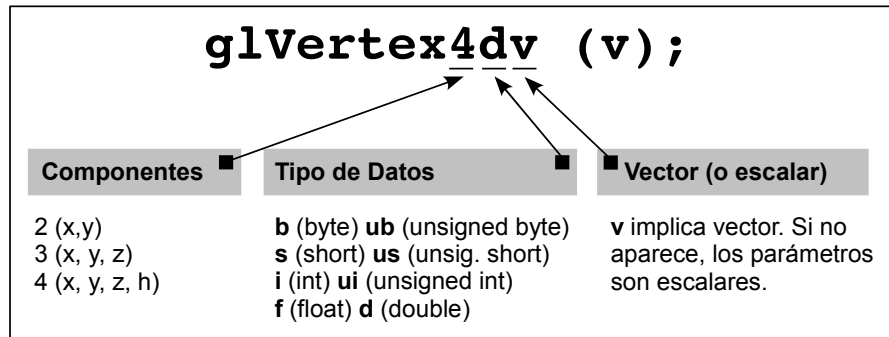 glVertex4dv (v);
Componentes
2 (x,y)
3 (x, y, z)
4 (x, y, z, h)
Tipo de Datos
b (byte) ub (unsigned byte)
s (short) us (unsig. short)
i (int) ui (unsigned int)
f (float) d (double)
Vector (o escalar)
v implica vector. Si no
aparece, los parámetros
son escalares.